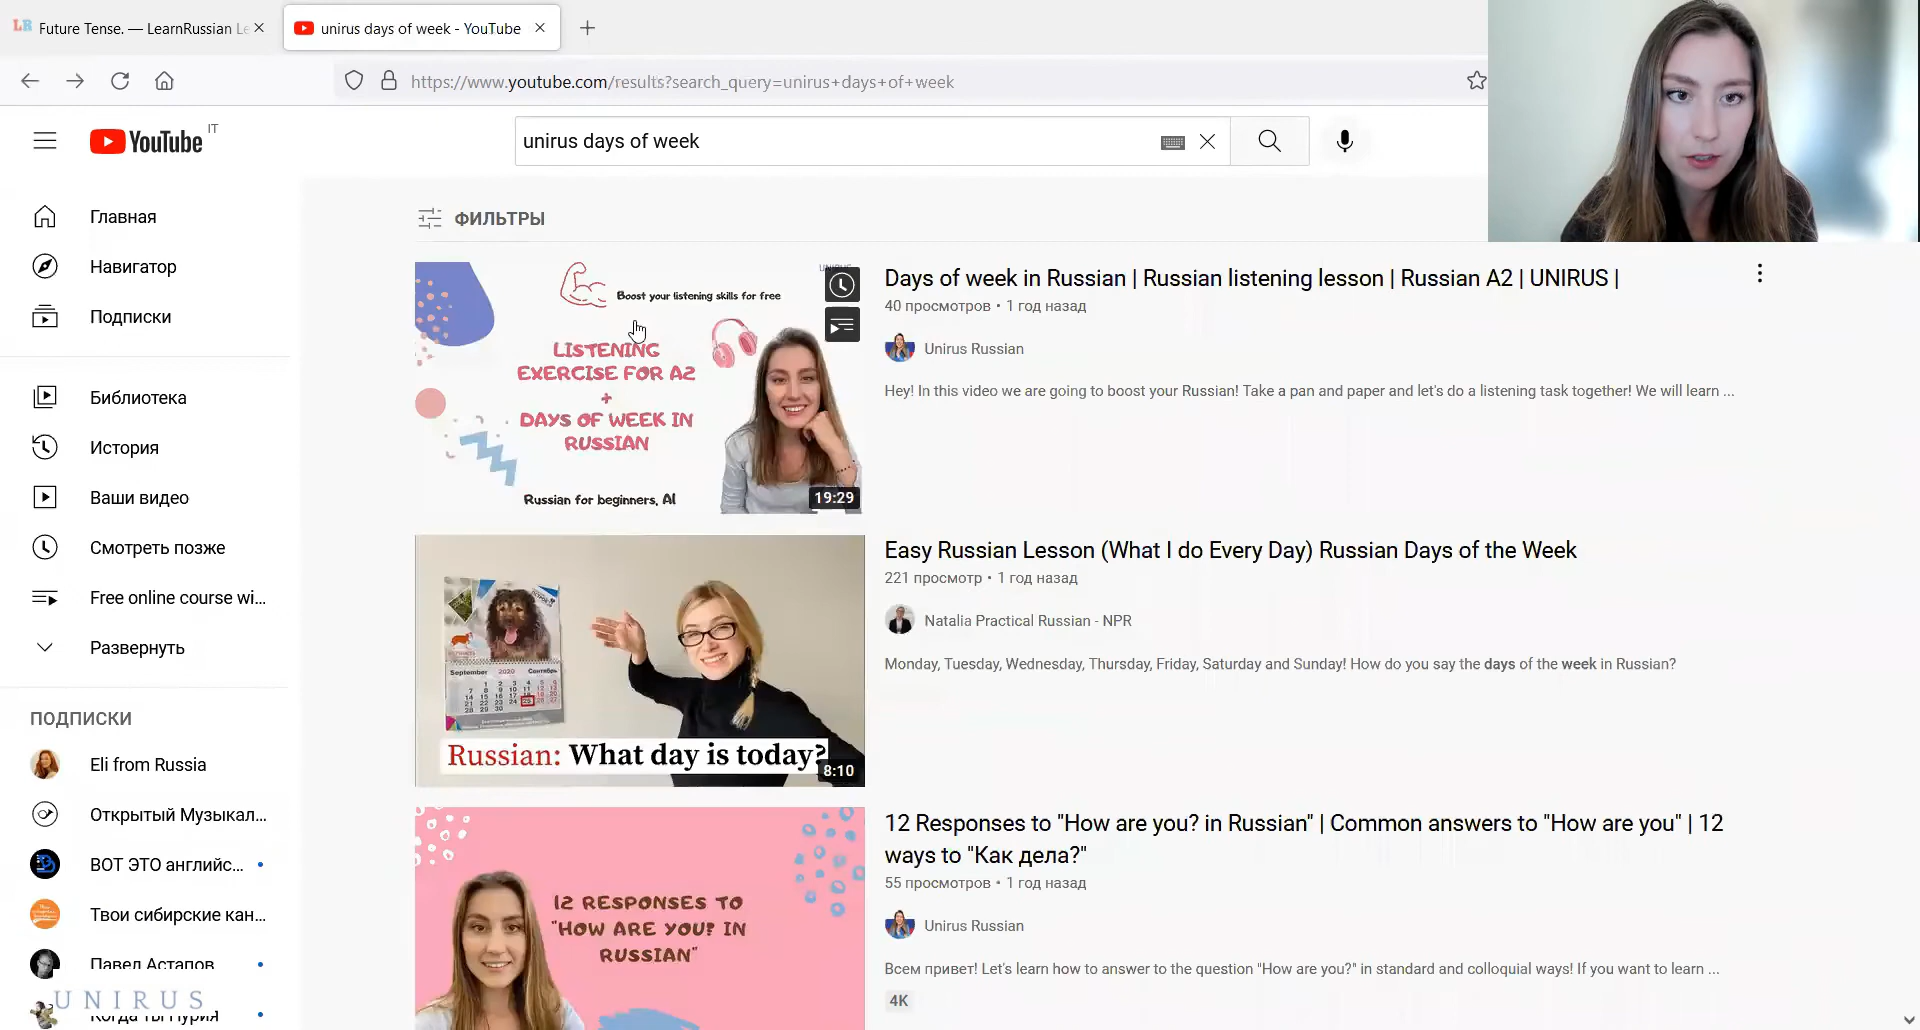 Future Tense. — LearnRussian Le
unirus days of week - YouTube
https://www.youtube.com/results?search_query=unirus+days+of+week
YouTube IT
unirus days of week
Главная
Навигатор
Подписки
Библиотека
История
Ваши видео
Смотреть позже
Free online course wi...
Развернуть
ПОДПИСКИ
Eli from Russia
Открытый Музыкал...
ВОТ ЭТО английс...
Твои сибирские кан...
Павел Астапов
UNIRUS
ФИЛЬТРЫ
Boost your listening skills for free
LISTENING
EXERCISE FOR A2
+
DAYS OF WEEK IN
RUSSIAN
Russian for beginners, A1
19:29
Days of week in Russian | Russian listening lesson | Russian A2 | UNIRUS |
40 просмотров • 1 год назад
Unirus Russian
Hey! In this video we are going to boost your Russian! Take a pan and paper and let's do a listening task together! We will learn ...
September 2020 Сентябрь
Russian: What day is today?
8:10
Easy Russian Lesson (What I do Every Day) Russian Days of the Week
221 просмотр • 1 год назад
Natalia Practical Russian - NPR
Monday, Tuesday, Wednesday, Thursday, Friday, Saturday and Sunday! How do you say the days of the week in Russian?
12 RESPONSES TO
"HOW ARE YOU? IN
RUSSIAN"
12 Responses to "How are you? in Russian" | Common answers to "How are you" | 12
ways to "Как дела?"
55 просмотров • 1 год назад
Unirus Russian
Всем привет! Let's learn how to answer to the question "How are you?" in standard and colloquial ways! If you want to learn ...
4K